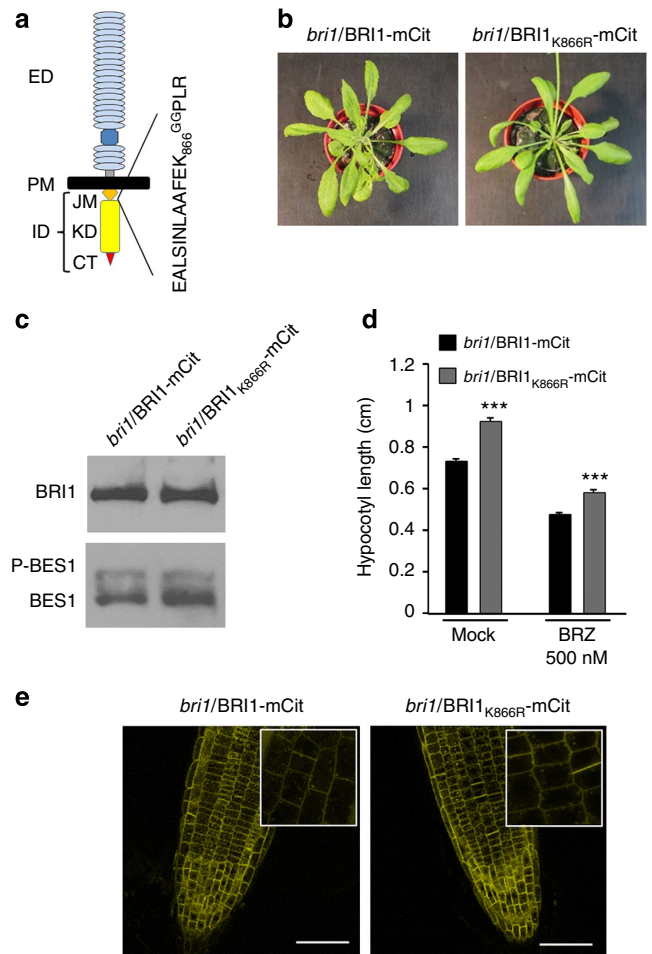 a
ED
PM
JM
ID
KD
CT
EALSINLAAFEK866GGPLR
b
bri1/BRI1-mCit
bri1/BRI1K866R-mCit
c
bri1/BRI1-mCit
bri1/BRI1K866R-mCit
BRI1
P-BES1
BES1
d
bri1/BRI1-mCit
bri1/BRI1K866R-mCit
Hypocotyl length (cm)
1.2
1
0.8
0.6
0.4
0.2
0
***
***
Mock
BRZ
500 nM
e
bri1/BRI1-mCit
bri1/BRI1K866R-mCit